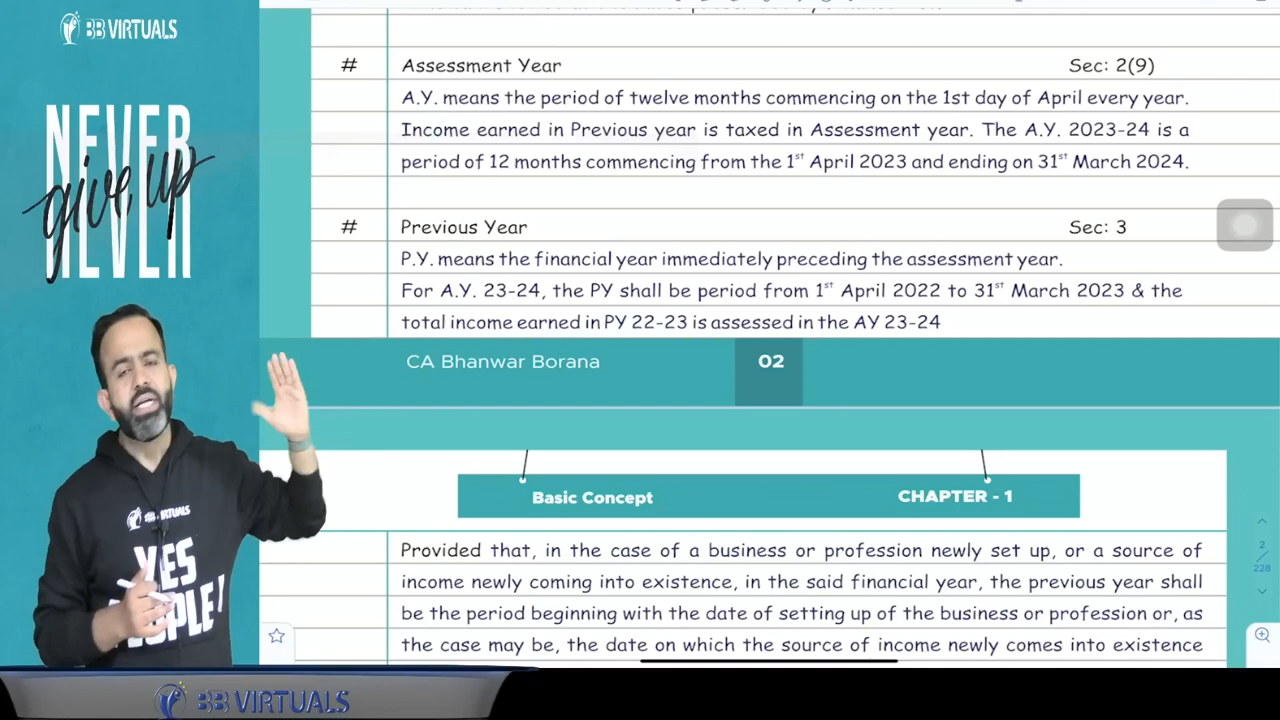 BB VIRTUALS
NEVER
give up
NEVER
# Assessment Year Sec: 2(9)
A.Y. means the period of twelve months commencing on the 1st day of April every year.
Income earned in Previous year is taxed in Assessment year. The A.Y. 2023-24 is a
period of 12 months commencing from the 1st April 2023 and ending on 31st March 2024.
# Previous Year Sec: 3
P.Y. means the financial year immediately preceding the assessment year.
For A.Y. 23-24, the PY shall be period from 1st April 2022 to 31st March 2023 & the
total income earned in PY 22-23 is assessed in the AY 23-24
CA Bhanwar Borana 02
Basic Concept CHAPTER - 1
Provided that, in the case of a business or profession newly set up, or a source of
income newly coming into existence, in the said financial year, the previous year shall
be the period beginning with the date of setting up of the business or profession or, as
the case may be, the date on which the source of income newly comes into existence
2
228
YES
BB VIRTUALS